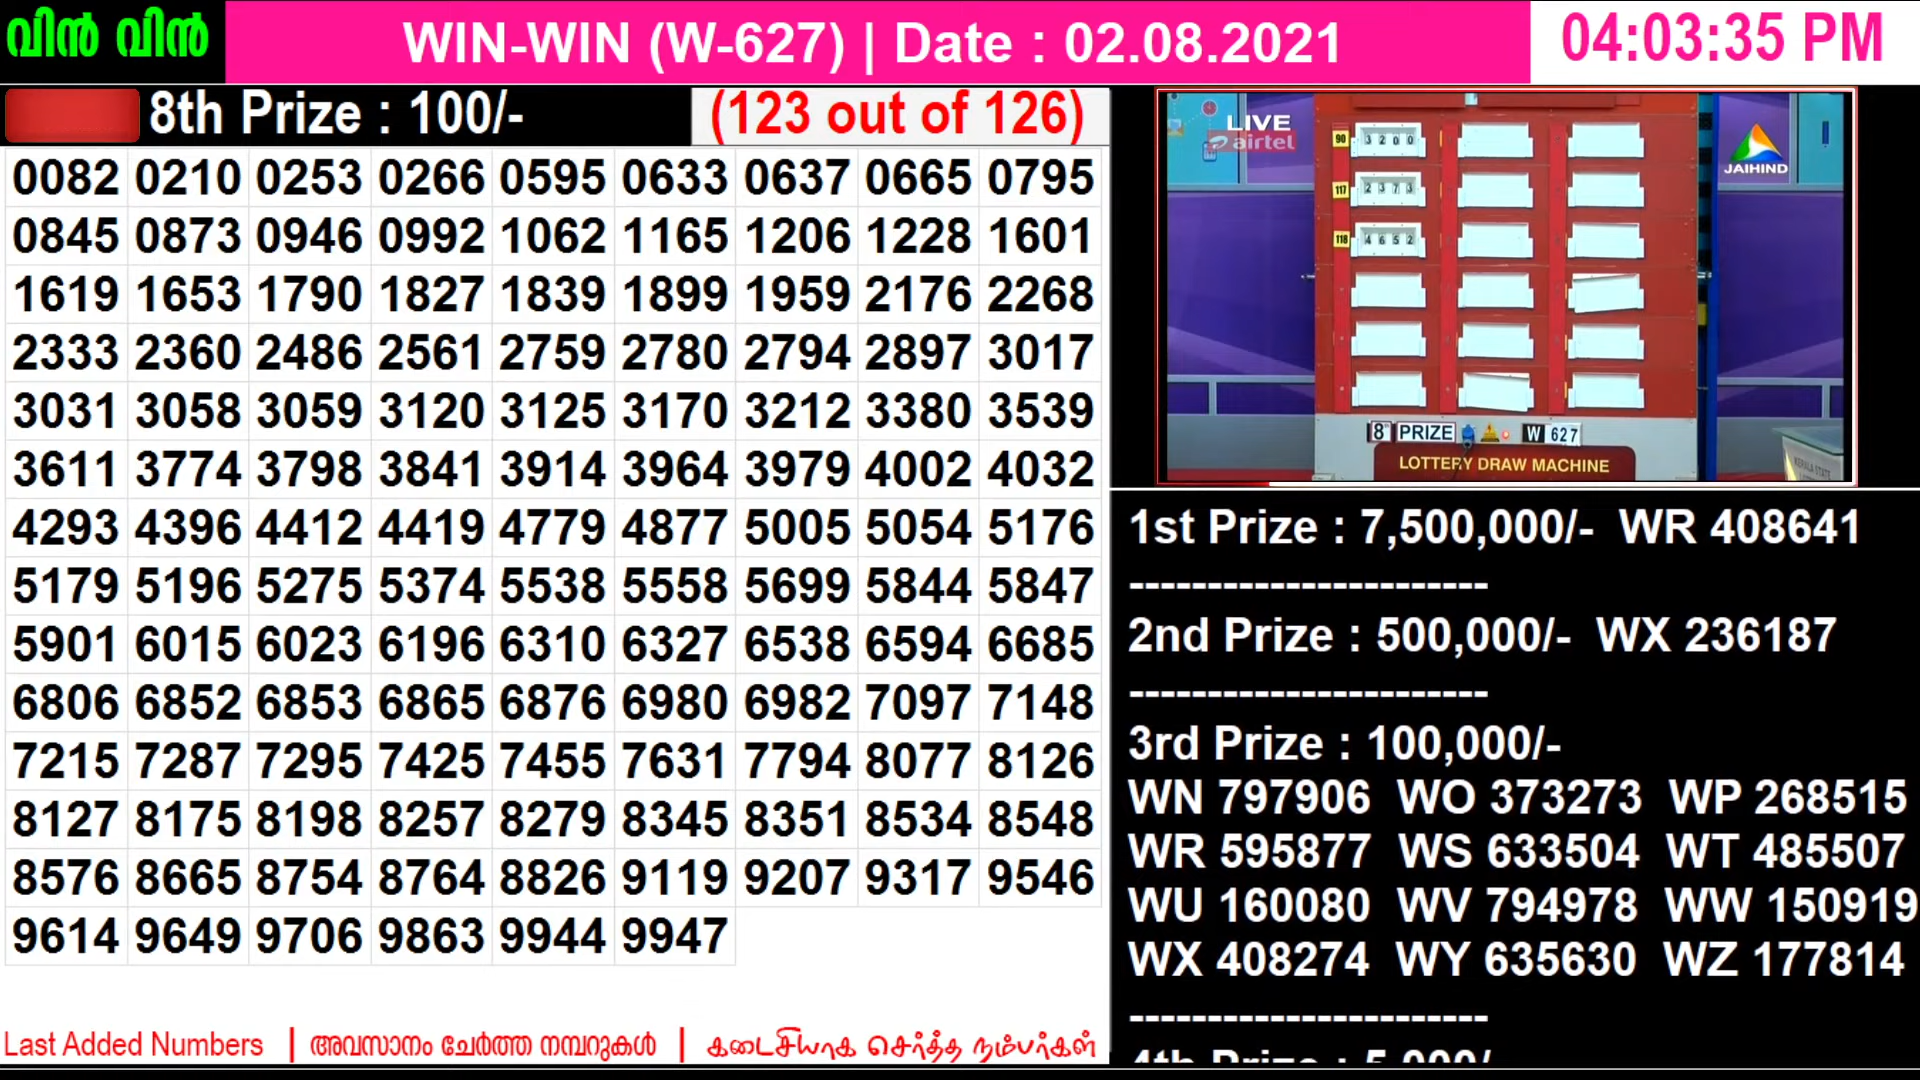 വിൻ വിൻ
WIN-WIN (W-627) | Date : 02.08.2021
04:03:35 PM
8th Prize : 100/-
(123 out of 126)
0082 0210 0253 0266 0595 0633 0637 0665 0795
0845 0873 0946 0992 1062 1165 1206 1228 1601
1619 1653 1790 1827 1839 1899 1959 2176 2268
2333 2360 2486 2561 2759 2780 2794 2897 3017
3031 3058 3059 3120 3125 3170 3212 3380 3539
3611 3774 3798 3841 3914 3964 3979 4002 4032
4293 4396 4412 4419 4779 4877 5005 5054 5176
5179 5196 5275 5374 5538 5558 5699 5844 5847
5901 6015 6023 6196 6310 6327 6538 6594 6685
6806 6852 6853 6865 6876 6980 6982 7097 7148
7215 7287 7295 7425 7455 7631 7794 8077 8126
8127 8175 8198 8257 8279 8345 8351 8534 8548
8576 8665 8754 8764 8826 9119 9207 9317 9546
9614 9649 9706 9863 9944 9947
Last Added Numbers | അവസാനം ചേർത്ത നമ്പറുകൾ | கடைசியாக சேர்த்த நம்பர்கள்
LIVE
airtel
JAIHIND
90 3200
117 2373
118 4652
8th PRIZE W 627
LOTTERY DRAW MACHINE
KERALA STATE
1st Prize : 7,500,000/- WR 408641
-----------------------
2nd Prize : 500,000/- WX 236187
-----------------------
3rd Prize : 100,000/-
WN 797906 WO 373273 WP 268515
WR 595877 WS 633504 WT 485507
WU 160080 WV 794978 WW 150919
WX 408274 WY 635630 WZ 177814
-----------------------
4th Prize : 5,000/-